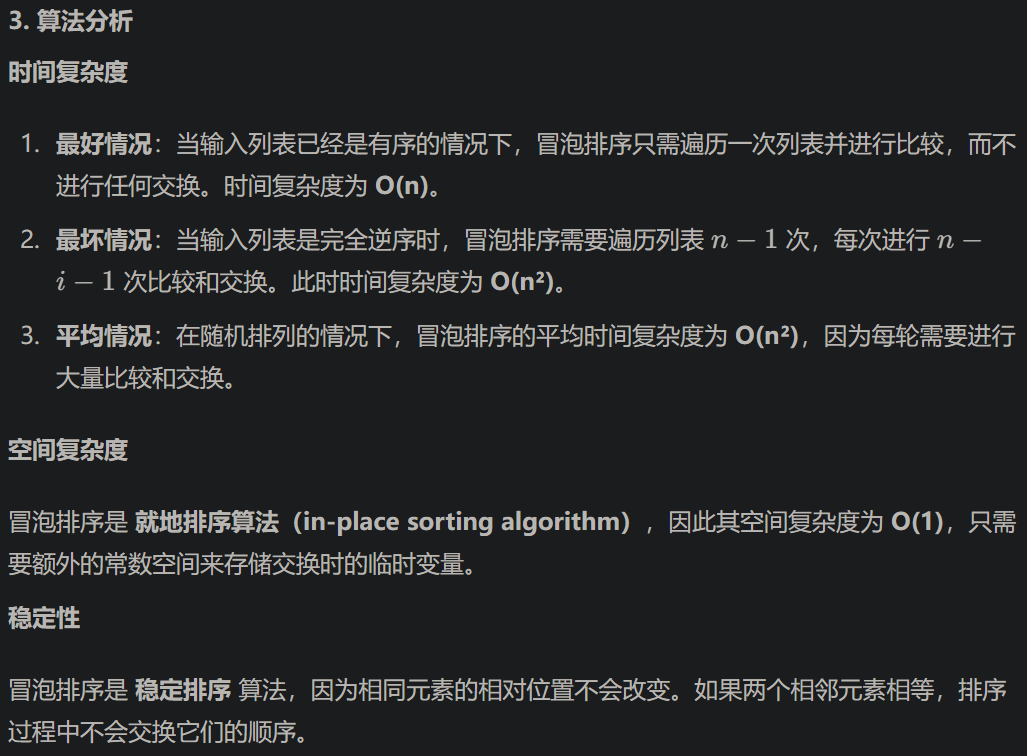 3. 算法分析
时间复杂度
1. 最好情况：当输入列表已经是有序的情况下，冒泡排序只需遍历一次列表并进行比较，而不
进行任何交换。时间复杂度为 O(n)。
2. 最坏情况：当输入列表是完全逆序时，冒泡排序需要遍历列表 n − 1 次，每次进行 n −
i − 1 次比较和交换。此时时间复杂度为 O(n²)。
3. 平均情况：在随机排列的情况下，冒泡排序的平均时间复杂度为 O(n²)，因为每轮需要进行
大量比较和交换。
空间复杂度
冒泡排序是 就地排序算法（in-place sorting algorithm），因此其空间复杂度为 O(1)，只需
要额外的常数空间来存储交换时的临时变量。
稳定性
冒泡排序是 稳定排序 算法，因为相同元素的相对位置不会改变。如果两个相邻元素相等，排序
过程中不会交换它们的顺序。